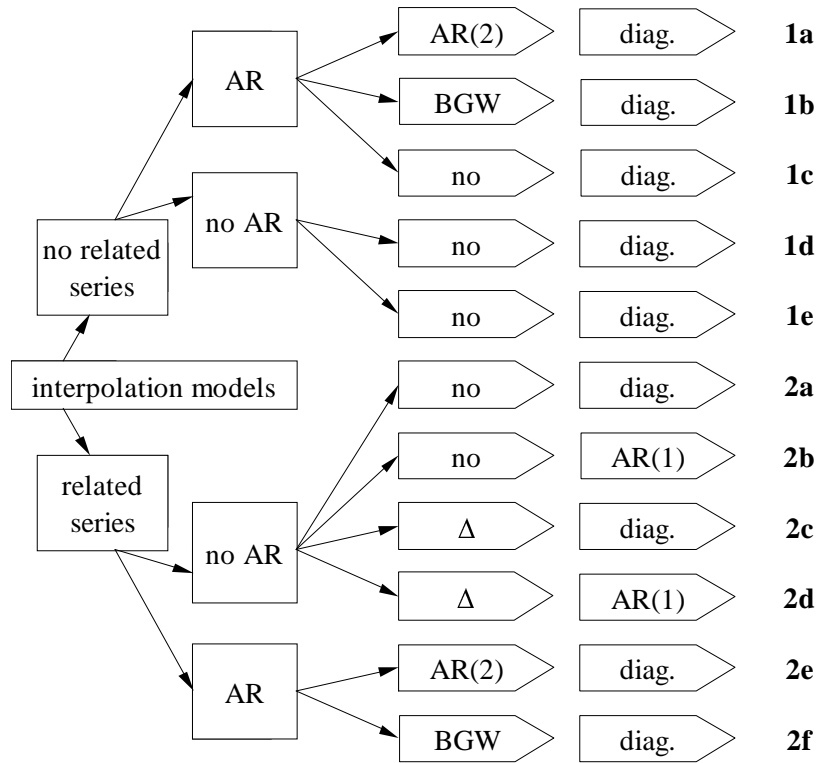 AR(2) diag. 1a
AR
BGW diag. 1b
no diag. 1c
no AR
no related
series
no diag. 1d
no diag. 1e
interpolation models
no diag. 2a
no AR(1) 2b
related
series
no AR
Δ diag. 2c
Δ AR(1) 2d
AR
AR(2) diag. 2e
BGW diag. 2f